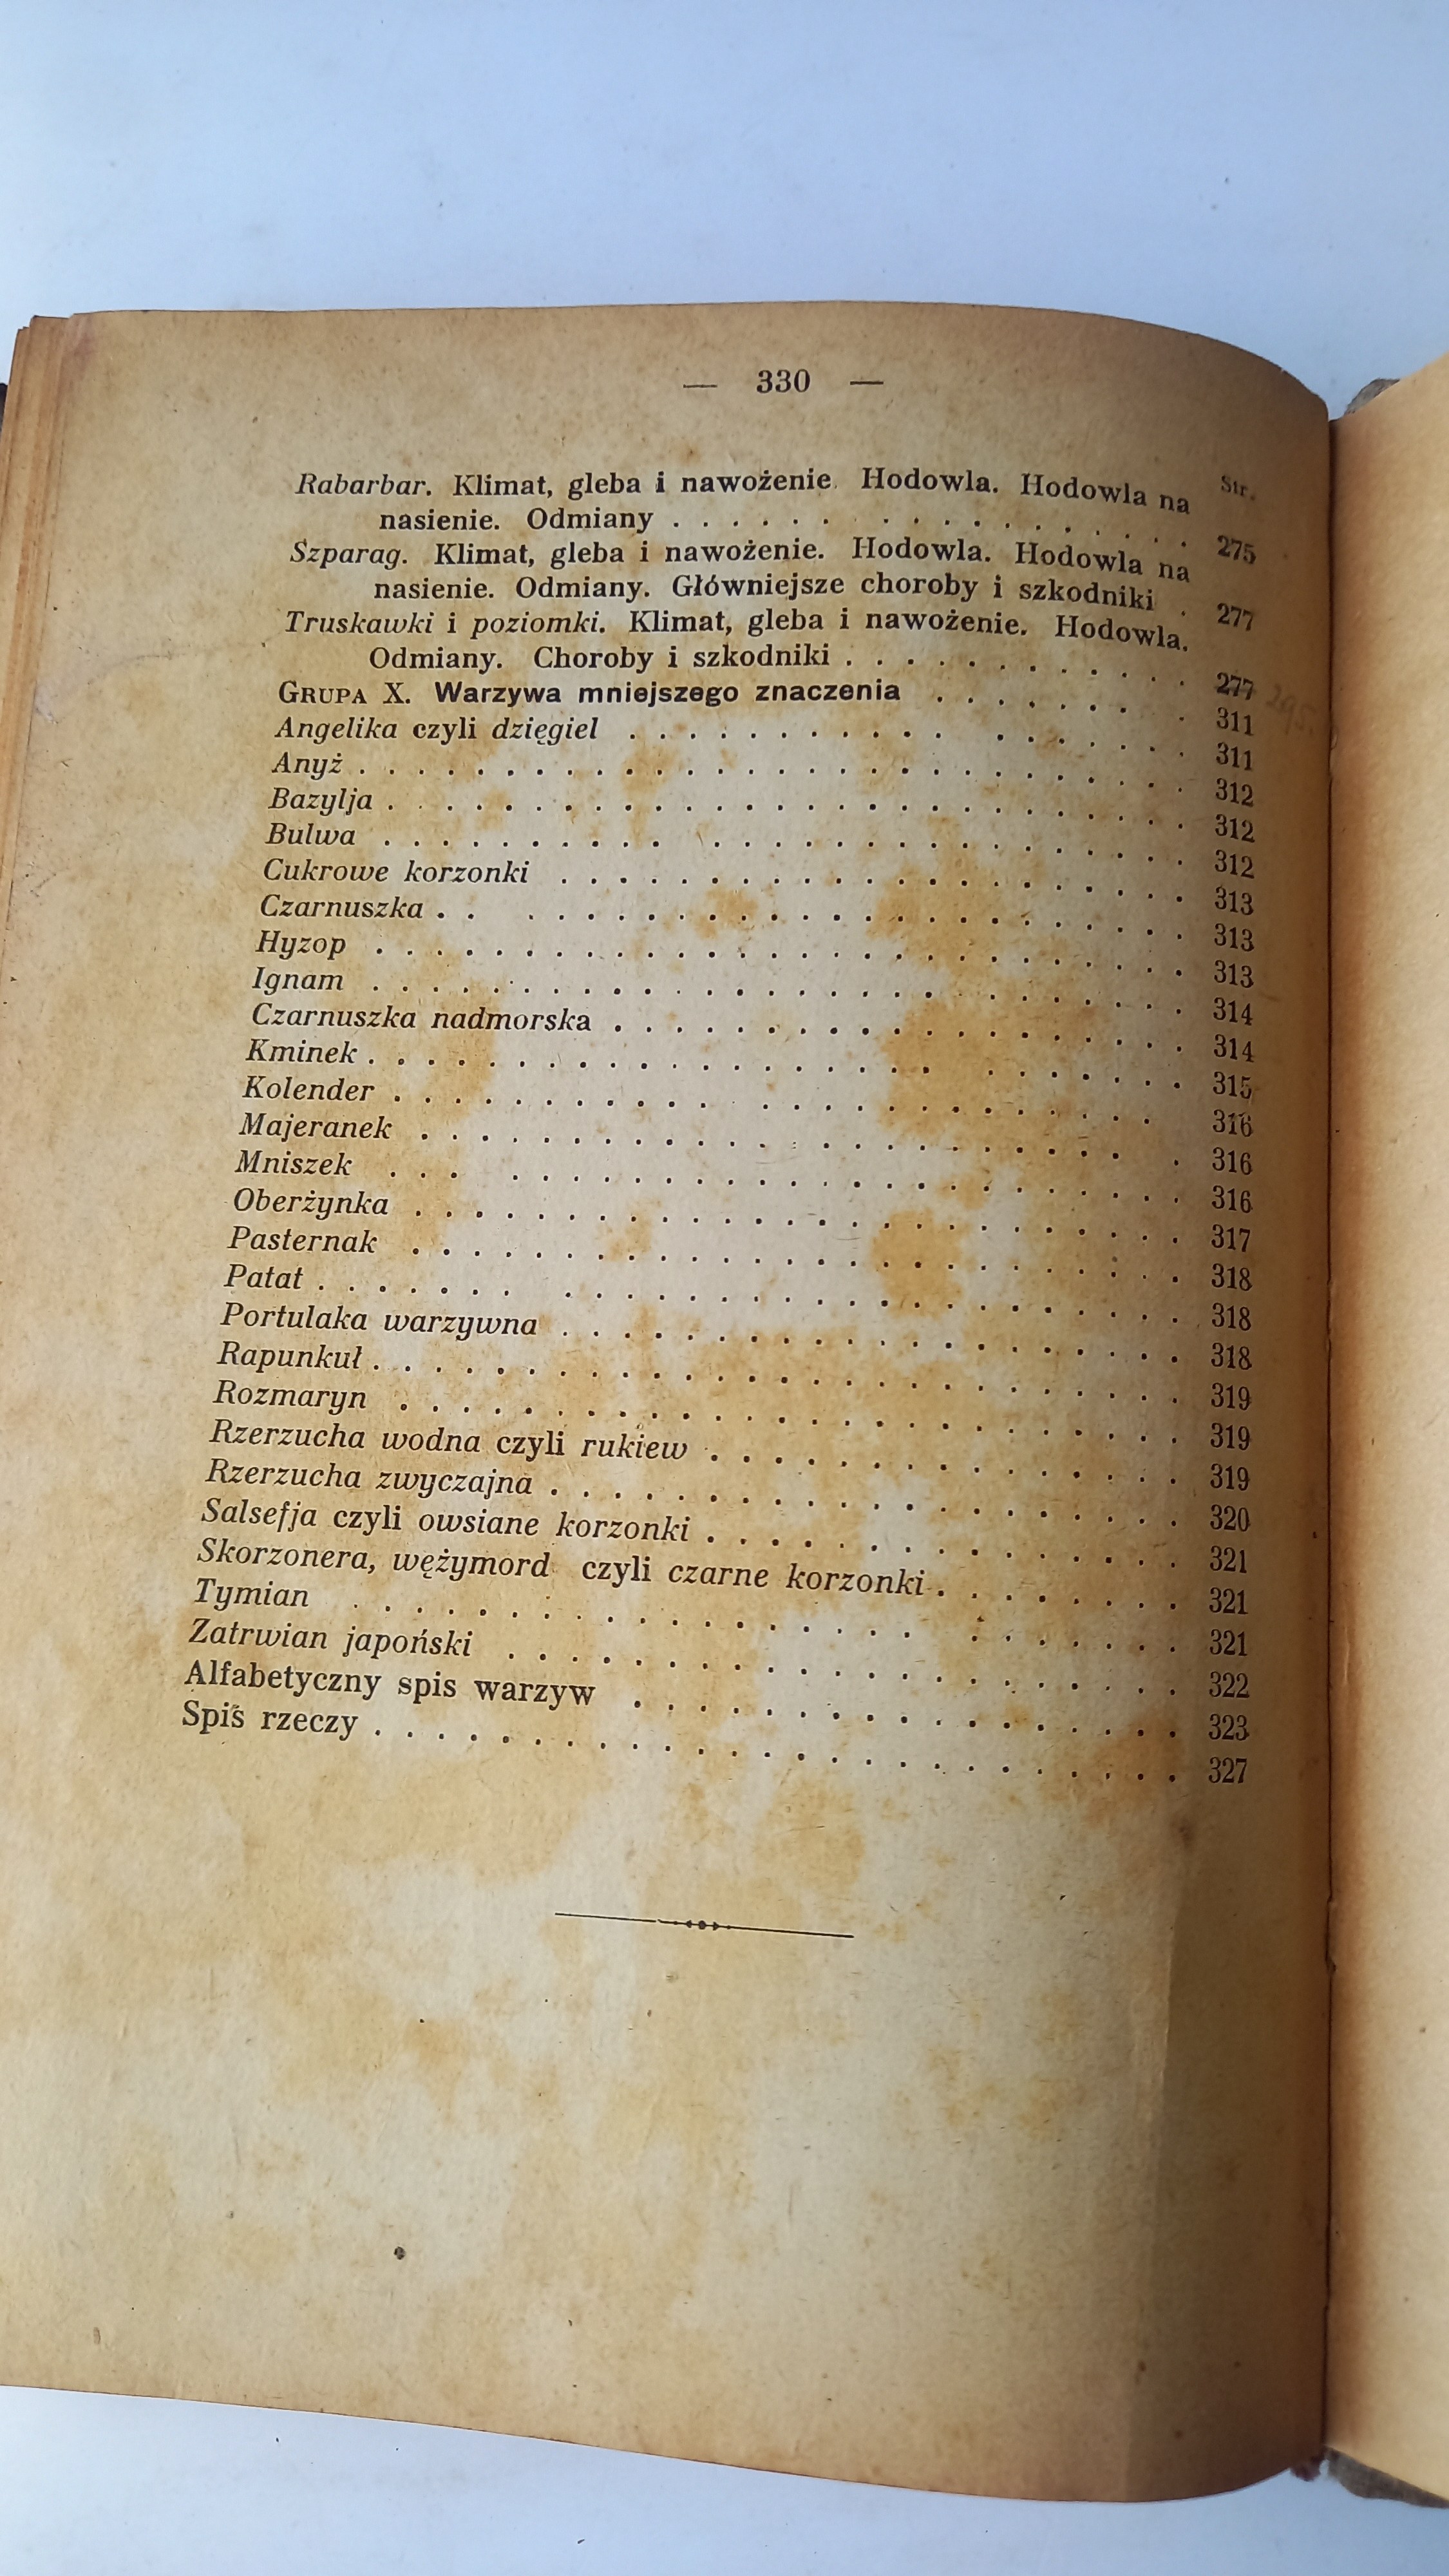 — 330 —
Str.
Rabarbar. Klimat, gleba i nawożenie. Hodowla. Hodowla na
nasienie. Odmiany . . . . . . . . . . . . . . . . 275
Szparag. Klimat, gleba i nawożenie. Hodowla. Hodowla na
nasienie. Odmiany. Główniejsze choroby i szkodniki . 277
Truskawki i poziomki. Klimat, gleba i nawożenie. Hodowla.
Odmiany. Choroby i szkodniki . . . . . . . . . . . . 277
GRUPA X. Warzywa mniejszego znaczenia . . . . . . . . 311
Angelika czyli dzięgiel . . . . . . . . . . . . . . . . . 311
Anyż . . . . . . . . . . . . . . . . . . . . . . . . . . 312
Bazylja . . . . . . . . . . . . . . . . . . . . . . . . . 312
Bulwa . . . . . . . . . . . . . . . . . . . . . . . . . 312
Cukrowe korzonki . . . . . . . . . . . . . . . . . . . . 313
Czarnuszka . . . . . . . . . . . . . . . . . . . . . . . 313
Hyzop . . . . . . . . . . . . . . . . . . . . . . . . . 313
Ignam . . . . . . . . . . . . . . . . . . . . . . . . . 314
Czarnuszka nadmorska . . . . . . . . . . . . . . . . . . 314
Kminek . . . . . . . . . . . . . . . . . . . . . . . . . 315
Kolender . . . . . . . . . . . . . . . . . . . . . . . . 316
Majeranek . . . . . . . . . . . . . . . . . . . . . . . 316
Mniszek . . . . . . . . . . . . . . . . . . . . . . . . 316
Oberżynka . . . . . . . . . . . . . . . . . . . . . . . 317
Pasternak . . . . . . . . . . . . . . . . . . . . . . . 318
Patat . . . . . . . . . . . . . . . . . . . . . . . . . 318
Portulaka warzywna . . . . . . . . . . . . . . . . . . . 318
Rapunkuł . . . . . . . . . . . . . . . . . . . . . . . . 319
Rozmaryn . . . . . . . . . . . . . . . . . . . . . . . . 319
Rzerzucha wodna czyli rukiew . . . . . . . . . . . . . . 319
Rzerzucha zwyczajna . . . . . . . . . . . . . . . . . . 320
Salsefja czyli owsiane korzonki . . . . . . . . . . . . . 321
Skorzonera, wężymord czyli czarne korzonki . . . . . . . 321
Tymian . . . . . . . . . . . . . . . . . . . . . . . . . 321
Zatrwian japoński . . . . . . . . . . . . . . . . . . . . 322
Alfabetyczny spis warzyw . . . . . . . . . . . . . . . . 323
Spis rzeczy . . . . . . . . . . . . . . . . . . . . . . . 327